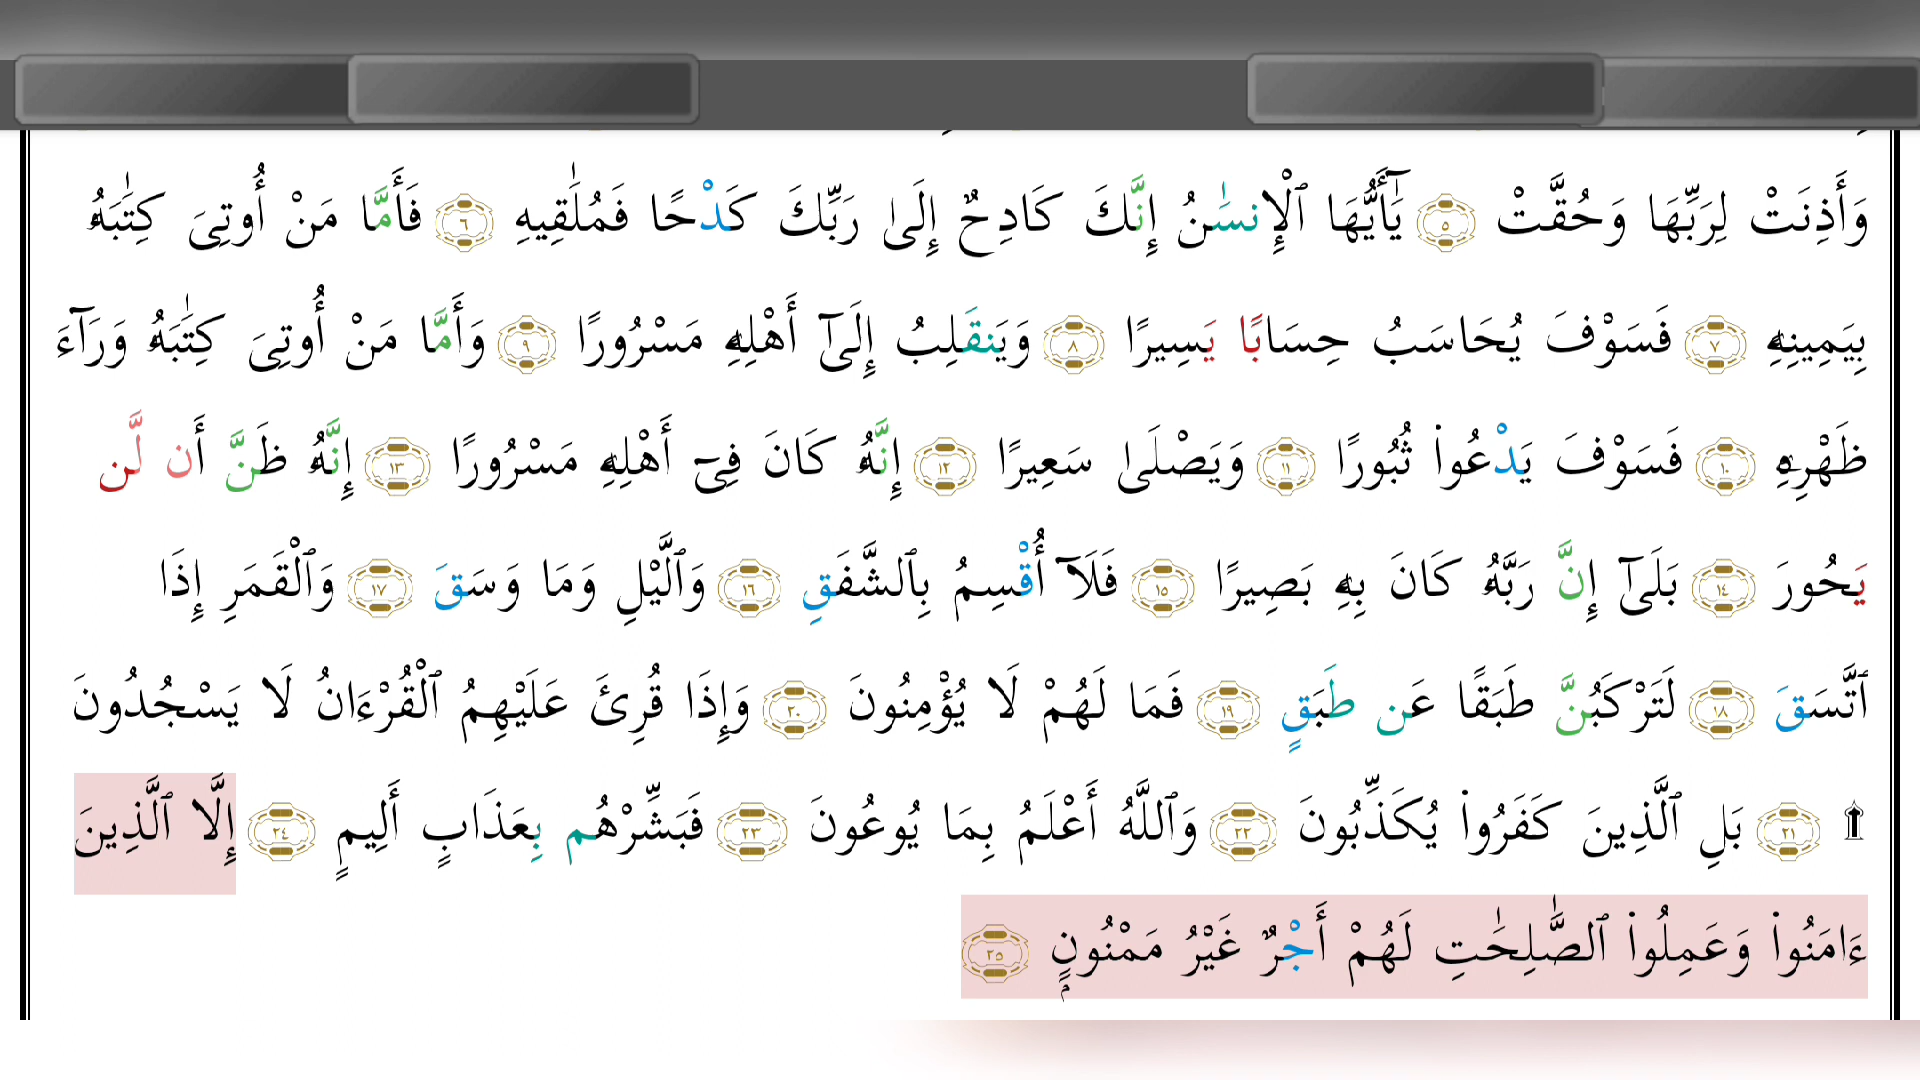 وَأَذِنَتْ لِرَبِّهَا وَحُقَّتْ ٥ يَٰٓأَيُّهَا ٱلْإِنسَٰنُ إِنَّكَ كَادِحٌ إِلَىٰ رَبِّكَ كَدْحًا فَمُلَٰقِيهِ ٦ فَأَمَّا مَنْ أُوتِىَ كِتَٰبَهُۥ
بِيَمِينِهِۦ ٧ فَسَوْفَ يُحَاسَبُ حِسَابًا يَسِيرًا ٨ وَيَنقَلِبُ إِلَىٰٓ أَهْلِهِۦ مَسْرُورًا ٩ وَأَمَّا مَنْ أُوتِىَ كِتَٰبَهُۥ وَرَآءَ
ظَهْرِهِۦ ١٠ فَسَوْفَ يَدْعُوا۟ ثُبُورًا ١١ وَيَصْلَىٰ سَعِيرًا ١٢ إِنَّهُۥ كَانَ فِىٓ أَهْلِهِۦ مَسْرُورًا ١٣ إِنَّهُۥ ظَنَّ أَن لَّن
يَحُورَ ١٤ بَلَىٰٓ إِنَّ رَبَّهُۥ كَانَ بِهِۦ بَصِيرًا ١٥ فَلَآ أُقْسِمُ بِٱلشَّفَقِ ١٦ وَٱلَّيْلِ وَمَا وَسَقَ ١٧ وَٱلْقَمَرِ إِذَا
ٱتَّسَقَ ١٨ لَتَرْكَبُنَّ طَبَقًا عَن طَبَقٍ ١٩ فَمَا لَهُمْ لَا يُؤْمِنُونَ ٢٠ وَإِذَا قُرِئَ عَلَيْهِمُ ٱلْقُرْءَانُ لَا يَسْجُدُونَ
۩ ٢١ بَلِ ٱلَّذِينَ كَفَرُوا۟ يُكَذِّبُونَ ٢٢ وَٱللَّهُ أَعْلَمُ بِمَا يُوعُونَ ٢٣ فَبَشِّرْهُم بِعَذَابٍ أَلِيمٍ ٢٤ إِلَّا ٱلَّذِينَ
ءَامَنُوا۟ وَعَمِلُوا۟ ٱلصَّٰلِحَٰتِ لَهُمْ أَجْرٌ غَيْرُ مَمْنُونٍۭ ٢٥